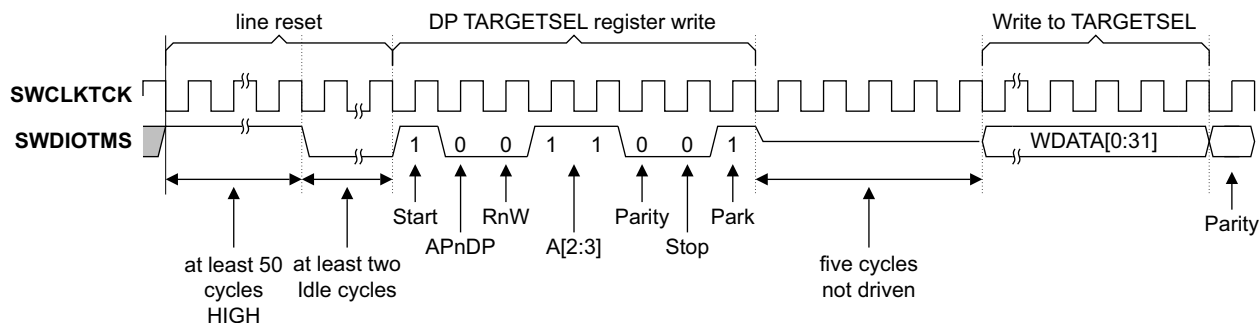 line reset
DP TARGETSEL register write
Write to TARGETSEL
SWCLKTCK
SWDIOTMS
1 0 0 1 1 0 0 1
WDATA[0:31]
Start
RnW
Parity
Park
Parity
APnDP
A[2:3]
Stop
at least 50
cycles
HIGH
at least two
Idle cycles
five cycles
not driven